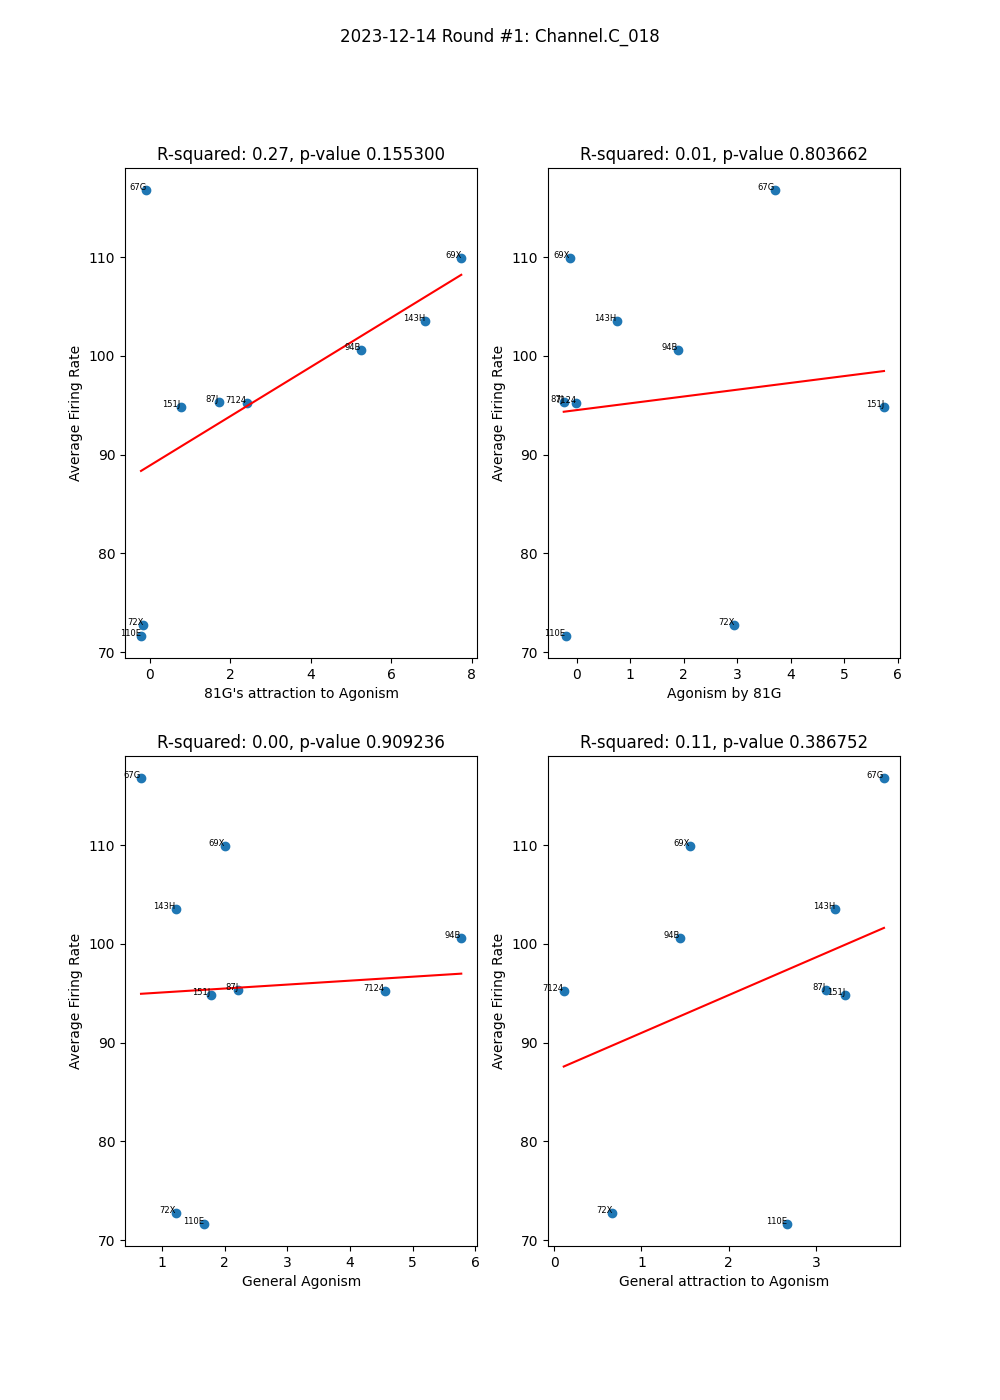 2023-12-14 Round #1: Channel.C_018
R-squared: 0.27, p-value 0.155300
67G
69X
143H
94B
151J
87J
7124
72X
110E
110
100
90
80
70
0 2 4 6 8
Average Firing Rate
81G's attraction to Agonism
R-squared: 0.01, p-value 0.803662
67G
69X
143H
94B
87J
7124
151J
72X
110E
110
100
90
80
70
0 1 2 3 4 5 6
Average Firing Rate
Agonism by 81G
R-squared: 0.00, p-value 0.909236
67G
69X
143H
94B
151J
87J
7124
72X
110E
110
100
90
80
70
1 2 3 4 5 6
Average Firing Rate
General Agonism
R-squared: 0.11, p-value 0.386752
67G
69X
143H
94B
7124
87J
151J
72X
110E
110
100
90
80
70
0 1 2 3
Average Firing Rate
General attraction to Agonism